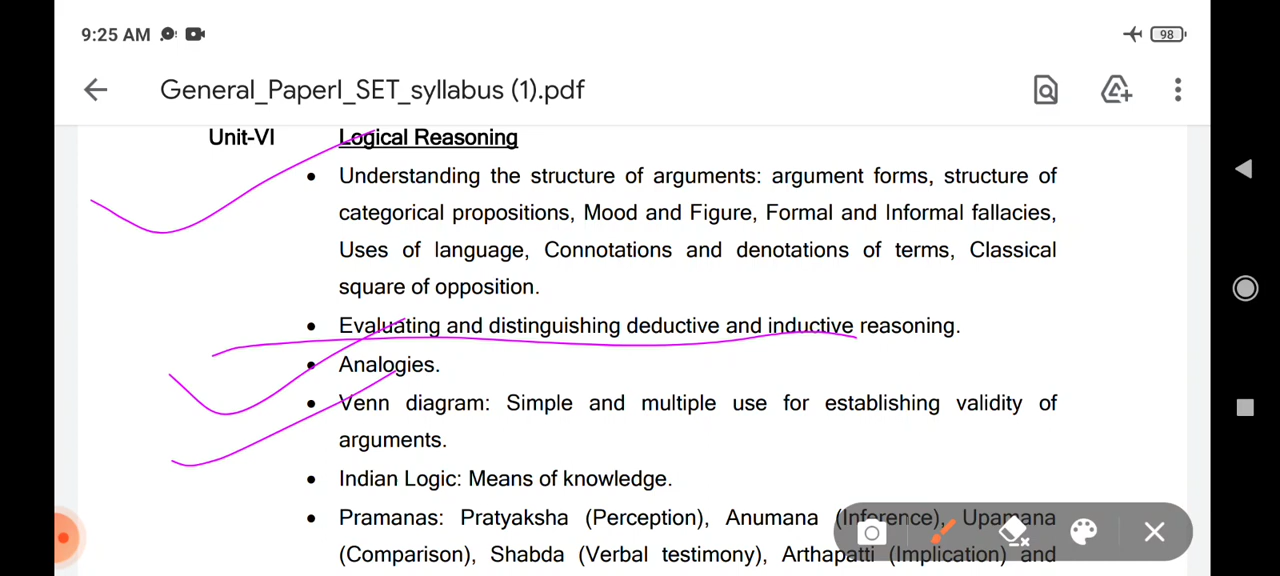 9:25 AM
98
General_PaperI_SET_syllabus (1).pdf
Unit-VI Logical Reasoning
• Understanding the structure of arguments: argument forms, structure of
categorical propositions, Mood and Figure, Formal and Informal fallacies,
Uses of language, Connotations and denotations of terms, Classical
square of opposition.
• Evaluating and distinguishing deductive and inductive reasoning.
• Analogies.
• Venn diagram: Simple and multiple use for establishing validity of
arguments.
• Indian Logic: Means of knowledge.
• Pramanas: Pratyaksha (Perception), Anumana (Inference), Upamana
(Comparison), Shabda (Verbal testimony), Arthapatti (Implication) and